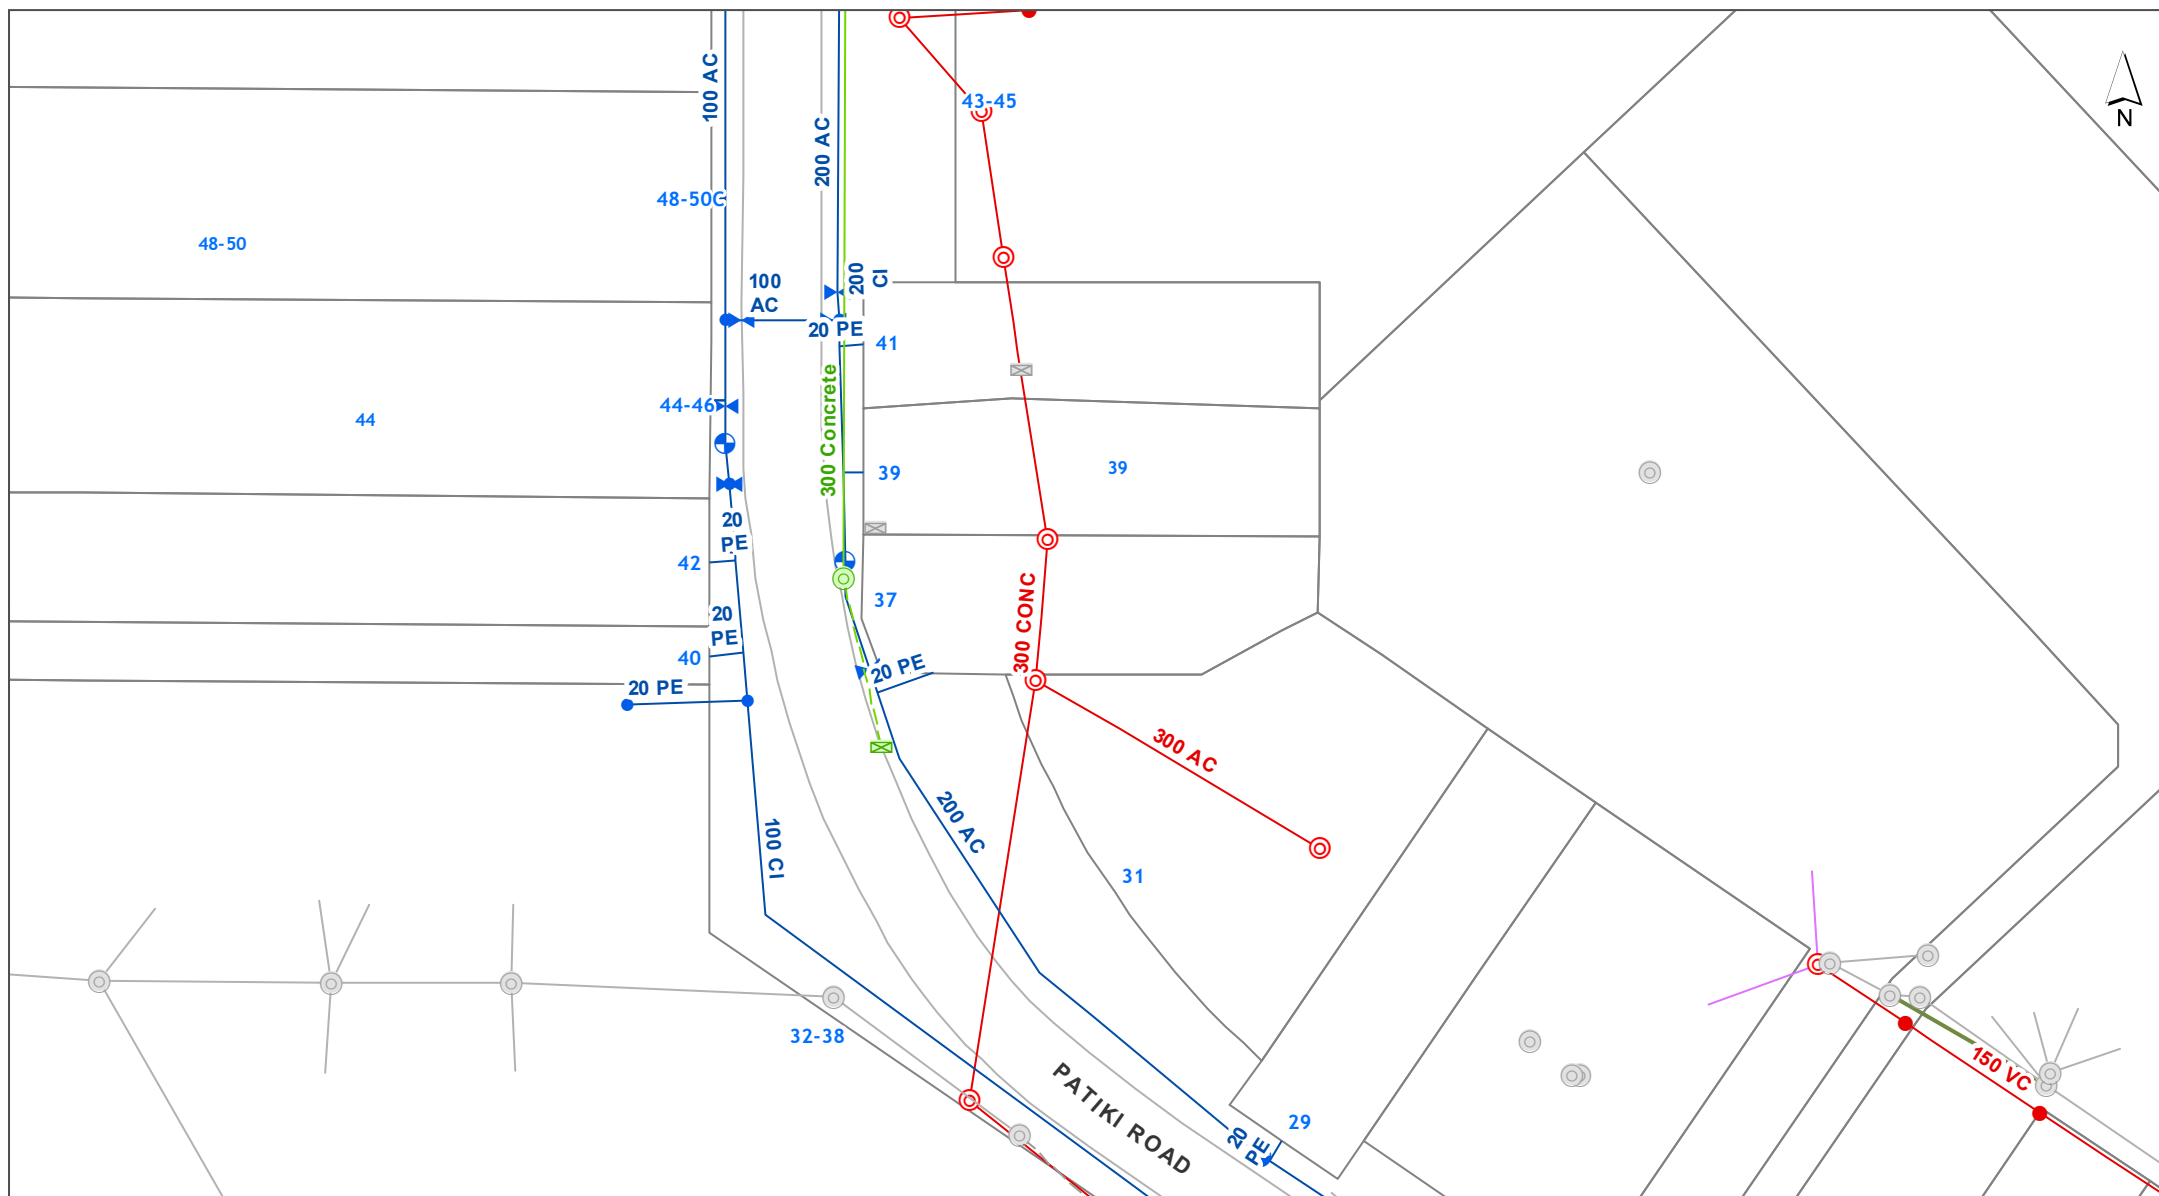 100 AC
200 AC
43-45
N
48-50C
48-50
100
AC
200
CI
20 PE
41
44-46
44
300 Concrete
39
39
20
PE
42
37
300 CONC
20
PE
40
20 PE
20 PE
300 AC
200 AC
100 CI
31
32-38
PATIKI ROAD
29
20
PE
150 VC